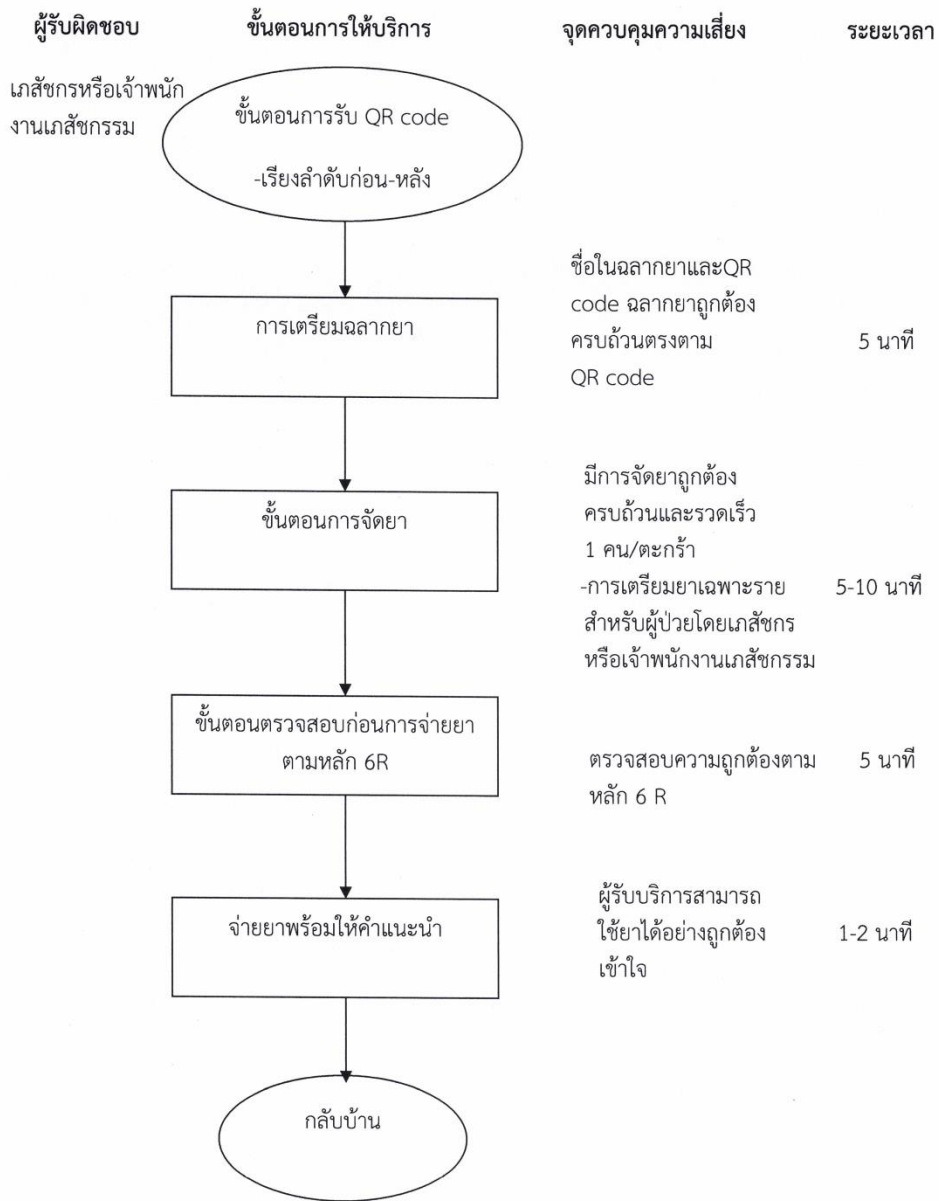 ผู้รับผิดชอบ ขั้นตอนการให้บริการ จุดควบคุมความเสี่ยง ระยะเวลา
เภสัชกรหรือเจ้าพนัก
งานเภสัชกรรม
ขั้นตอนการรับ QR code
-เรียงลำดับก่อน-หลัง
การเตรียมฉลากยา
ชื่อในฉลากยาและQR
code ฉลากยาถูกต้อง
ครบถ้วนตรงตาม
QR code
5 นาที
ขั้นตอนการจัดยา
มีการจัดยาถูกต้อง
ครบถ้วนและรวดเร็ว
1 คน/ตะกร้า
-การเตรียมยาเฉพาะราย
สำหรับผู้ป่วยโดยเภสัชกร
หรือเจ้าพนักงานเภสัชกรรม
5-10 นาที
ขั้นตอนตรวจสอบก่อนการจ่ายยา
ตามหลัก 6R
ตรวจสอบความถูกต้องตาม
หลัก 6 R
5 นาที
จ่ายยาพร้อมให้คำแนะนำ
ผู้รับบริการสามารถ
ใช้ยาได้อย่างถูกต้อง
เข้าใจ
1-2 นาที
กลับบ้าน